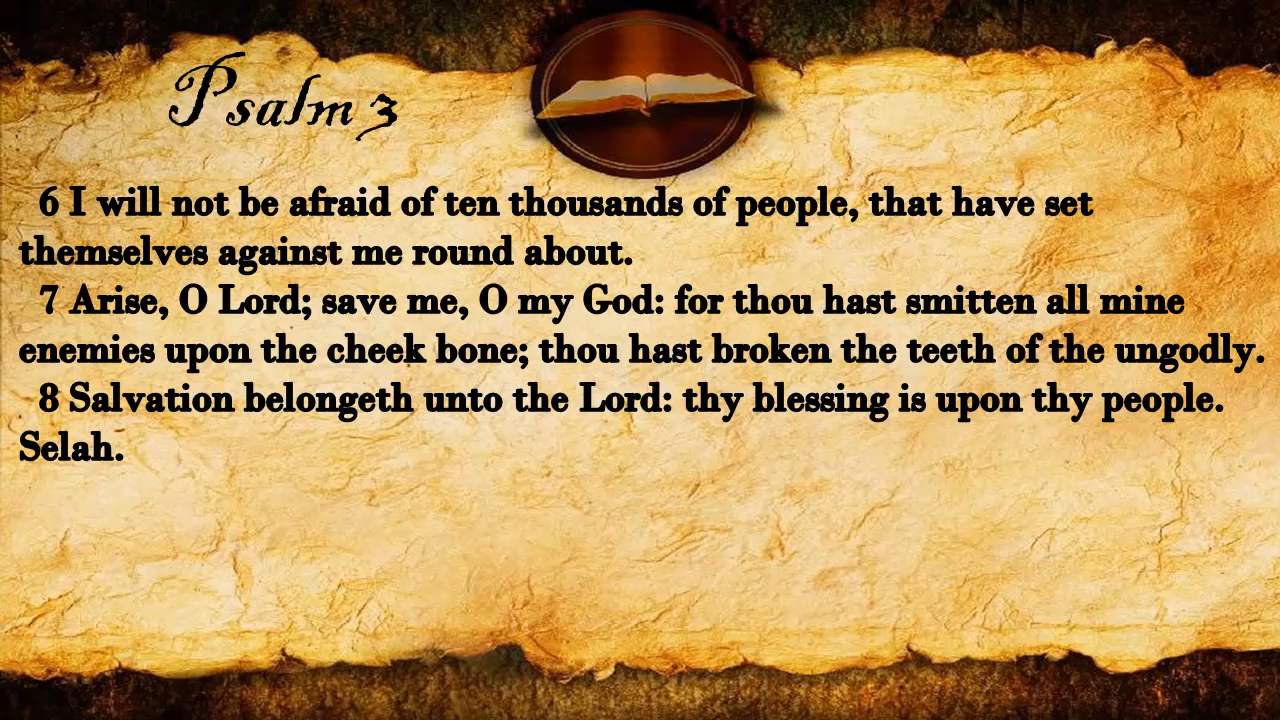 Psalm 3
6 I will not be afraid of ten thousands of people, that have set
themselves against me round about.
7 Arise, O Lord; save me, O my God: for thou hast smitten all mine
enemies upon the cheek bone; thou hast broken the teeth of the ungodly.
8 Salvation belongeth unto the Lord: thy blessing is upon thy people.
Selah.